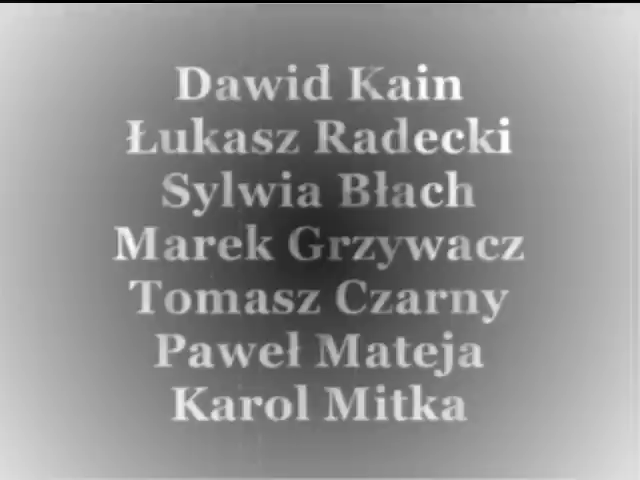 Dawid Kain
Łukasz Radecki
Sylwia Błach
Marek Grzywacz
Tomasz Czarny
Paweł Mateja
Karol Mitka